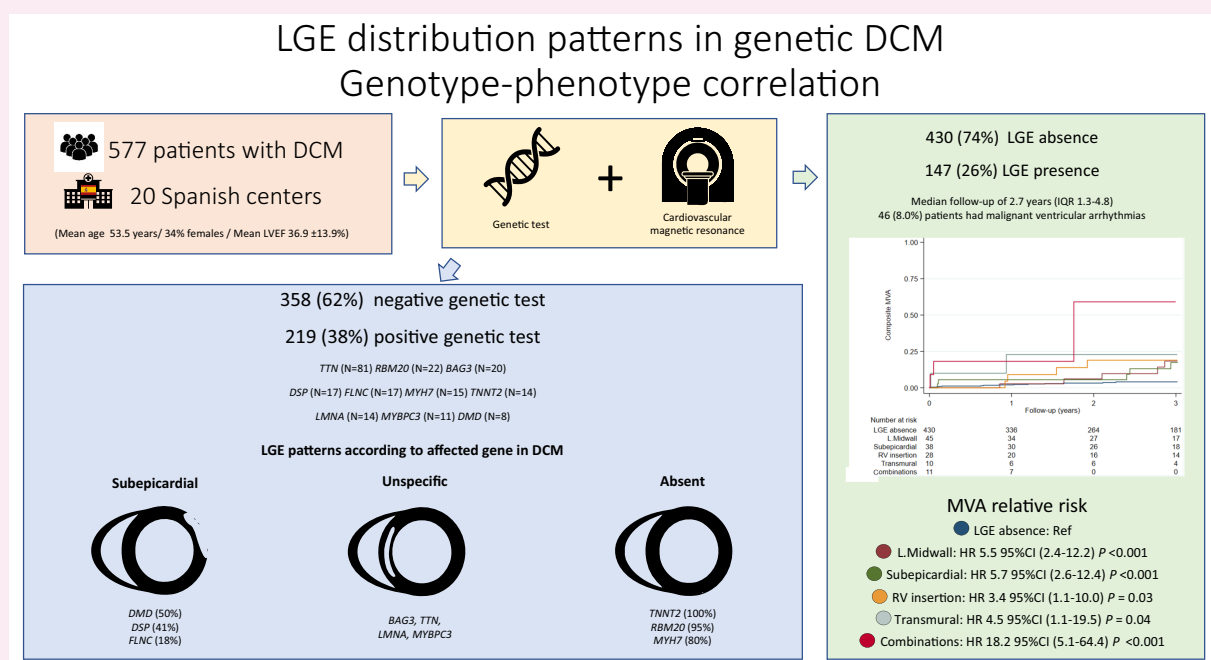 LGE distribution patterns in genetic DCM
Genotype-phenotype correlation
577 patients with DCM
20 Spanish centers
(Mean age 53.5 years/ 34% females / Mean LVEF 36.9 ±13.9%)
Genetic test
+
Cardiovascular
magnetic resonance
358 (62%) negative genetic test
219 (38%) positive genetic test
TTN (N=81) RBM20 (N=22) BAG3 (N=20)
DSP (N=17) FLNC (N=17) MYH7 (N=15) TNNT2 (N=14)
LMNA (N=14) MYBPC3 (N=11) DMD (N=8)
LGE patterns according to affected gene in DCM
Subepicardial
Unspecific
Absent
DMD (50%)
DSP (41%)
FLNC (18%)
BAG3, TTN,
LMNA, MYBPC3
TNNT2 (100%)
RBM20 (95%)
MYH7 (80%)
430 (74%) LGE absence
147 (26%) LGE presence
Median follow-up of 2.7 years (IQR 1.3-4.8)
46 (8.0%) patients had malignant ventricular arrhythmias
Composite MVA
1.00
0.75
0.50
0.25
0.00
0 1 2 3
Follow-up (years)
Number at risk
LGE absence 430 336 264 181
L.Midwall 45 34 27 17
Subepicardial 38 30 26 18
RV insertion 28 20 16 14
Transmural 10 6 6 4
Combinations 11 7 0 0
MVA relative risk
LGE absence: Ref
L.Midwall: HR 5.5 95%CI (2.4-12.2) P <0.001
Subepicardial: HR 5.7 95%CI (2.6-12.4) P <0.001
RV insertion: HR 3.4 95%CI (1.1-10.0) P = 0.03
Transmural: HR 4.5 95%CI (1.1-19.5) P = 0.04
Combinations: HR 18.2 95%CI (5.1-64.4) P <0.001